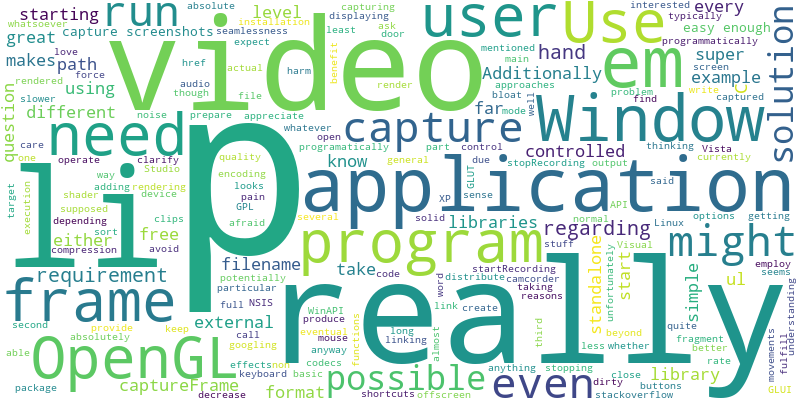 whatsoever
starting
run
great
capture screenshots
absolute
displaying
seamlessness
capturing
level
least
ask
door
user
Use
interested
every
programmatically
typically
easy enough
solution
makes
path
love
force
expect
actual
installation
video
benefit
mentioned
main
hand
em
super
screen
example
problem
C
question
using
href
audio
rendered
though
harm
render
file
Additionally
approaches
find
write
captured
different
noise
prepare
appreciate
slower
mode
bloat
well
far
need
care
one
operate
clarify
Vista
whatever
open
part
control
capture
programatically
thinking
Window
currently
Studio
way
quality
encoding
general
know
due
stopRecording
output
controlled
target
execution
shader
adding
rendering
looks
pain
sense
XP
GLUT
said
API
getting
lip
application
supposed
device
GPL
afraid
several
solid
libraries
normal
options
Linux
depending
sort
clips
program
regarding
Visual
might
either
free
avoid
compression
filename
take
code
startRecording
camcorder
stuff
requirement
potentially
particular
full
NSIS
reasons
taking
distribute
word
standalone
unfortunately
start
simple
ul
seems
employ
understanding
fulfill
movements
frame
second
provide
external
call
WinAPI
produce
eventual
mouse
functions
long
linking
link
create
almost
really
third
beyond
quite
less
whether
fragment
better
rate
able
absolutely
keep
googling
anyway
codecs
basic
possible
anything
stopping
close
dirty
buttons
library
OpenGL
package
captureFrame
format
effects
non
keyboard
decrease
shortcuts
offscreen
even
stackoverflow
GLUI